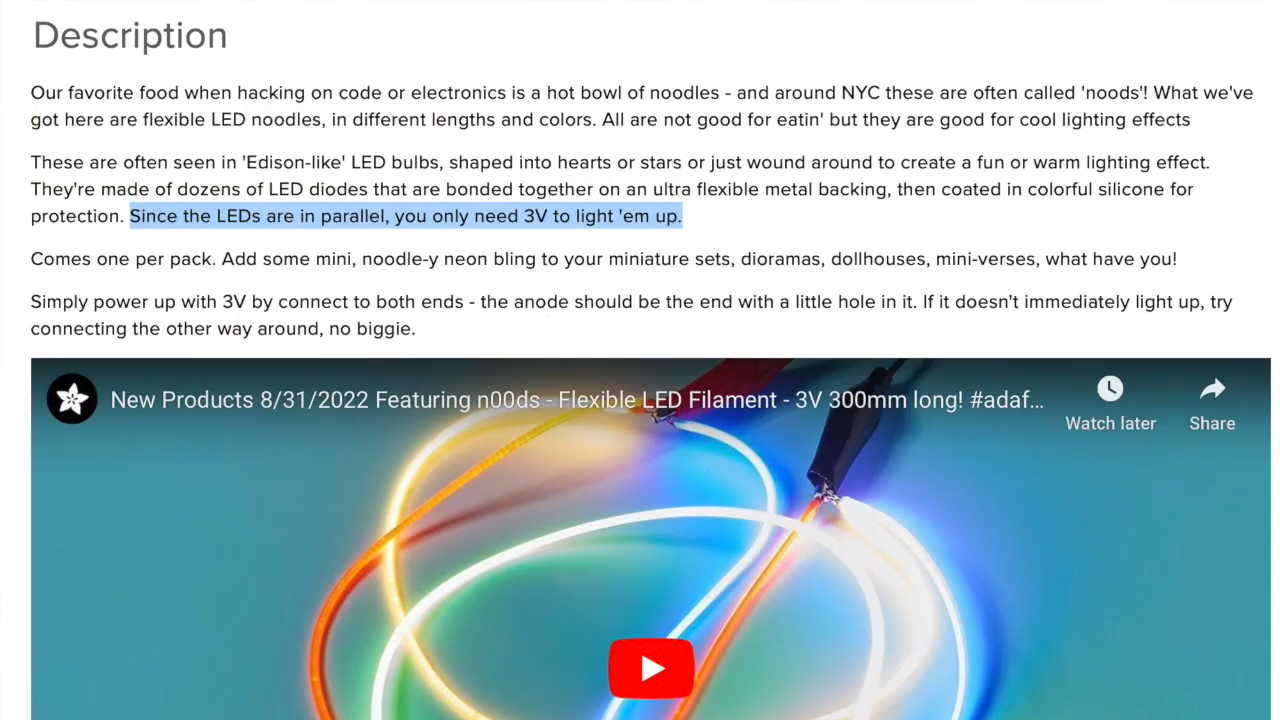 Description
Our favorite food when hacking on code or electronics is a hot bowl of noodles - and around NYC these are often called 'noods'! What we've
got here are flexible LED noodles, in different lengths and colors. All are not good for eatin' but they are good for cool lighting effects
These are often seen in 'Edison-like' LED bulbs, shaped into hearts or stars or just wound around to create a fun or warm lighting effect.
They're made of dozens of LED diodes that are bonded together on an ultra flexible metal backing, then coated in colorful silicone for
protection. Since the LEDs are in parallel, you only need 3V to light 'em up.
Comes one per pack. Add some mini, noodle-y neon bling to your miniature sets, dioramas, dollhouses, mini-verses, what have you!
Simply power up with 3V by connect to both ends - the anode should be the end with a little hole in it. If it doesn't immediately light up, try
connecting the other way around, no biggie.
New Products 8/31/2022 Featuring n00ds - Flexible LED Filament - 3V 300mm long! #adaf...
Watch later
Share